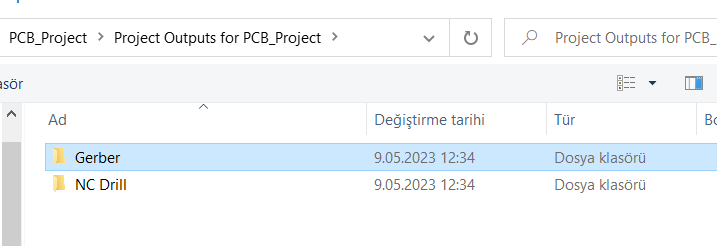 PCB_Project > Project Outputs for PCB_Project >
Project Outputs for PCB_
asör
Ad Değiştirme tarihi Tür Bo
Gerber 9.05.2023 12:34 Dosya klasörü
NC Drill 9.05.2023 12:34 Dosya klasörü